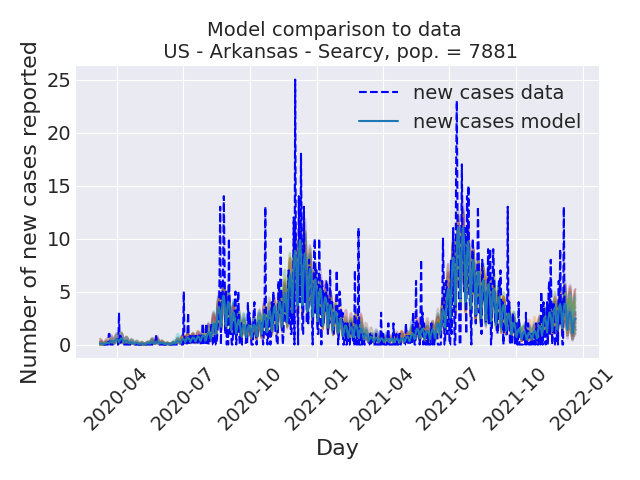 Model comparison to data
US - Arkansas - Searcy, pop. = 7881
Number of new cases reported
25
20
15
10
5
0
new cases data
new cases model
2020-04
2020-07
2020-10
2021-01
2021-04
2021-07
2021-10
2022-01
Day